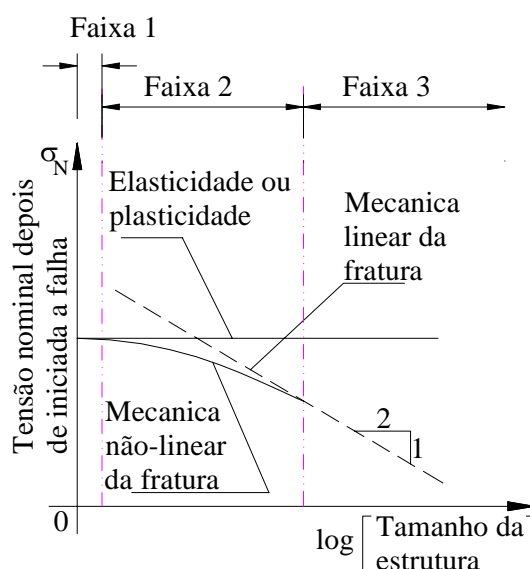 Faixa 1
Faixa 2
Faixa 3
σN
Elasticidade ou
plasticidade
Mecanica
linear da
fratura
Tensão nominal depois
de iniciada a falha
Mecanica
não-linear
da fratura
2
1
0
log
Tamanho da
estrutura